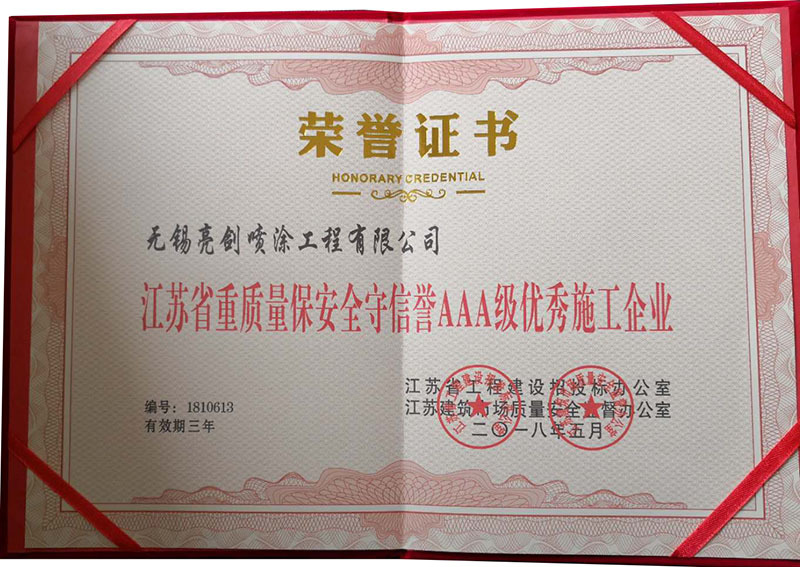 荣誉证书
HONORARY CREDENTIAL
无锡亮创喷涂工程有限公司
江苏省重质量保安全守信誉AAA级优秀施工企业
江苏省工程建设招投标办公室
江苏建筑市场质量安全监督办公室
二〇一八年五月
编号：1810613
有效期三年